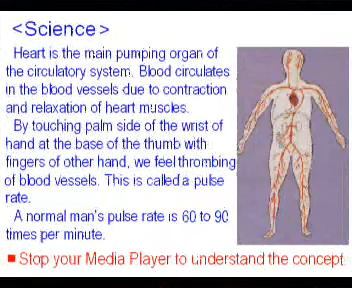 <Science>
Heart is the main pumping organ of
the circulatory system. Blood circulates
in the blood vessels due to contraction
and relaxation of heart muscles.
By touching palm side of the wrist of
hand at the base of the thumb with
fingers of other hand, we feel thrombing
of blood vessels. This is called a pulse
rate.
A normal man's pulse rate is 60 to 90
times per minute.
■ Stop your Media Player to understand the concept.